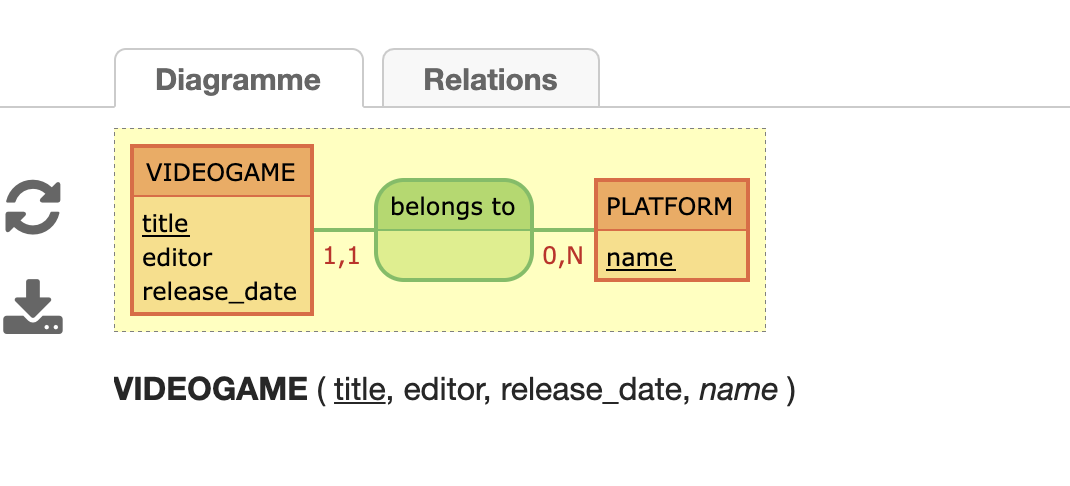 Diagramme
Relations
VIDEOGAME
title
editor
release_date
1,1
belongs to
0,N
PLATFORM
name
VIDEOGAME ( title, editor, release_date, name )